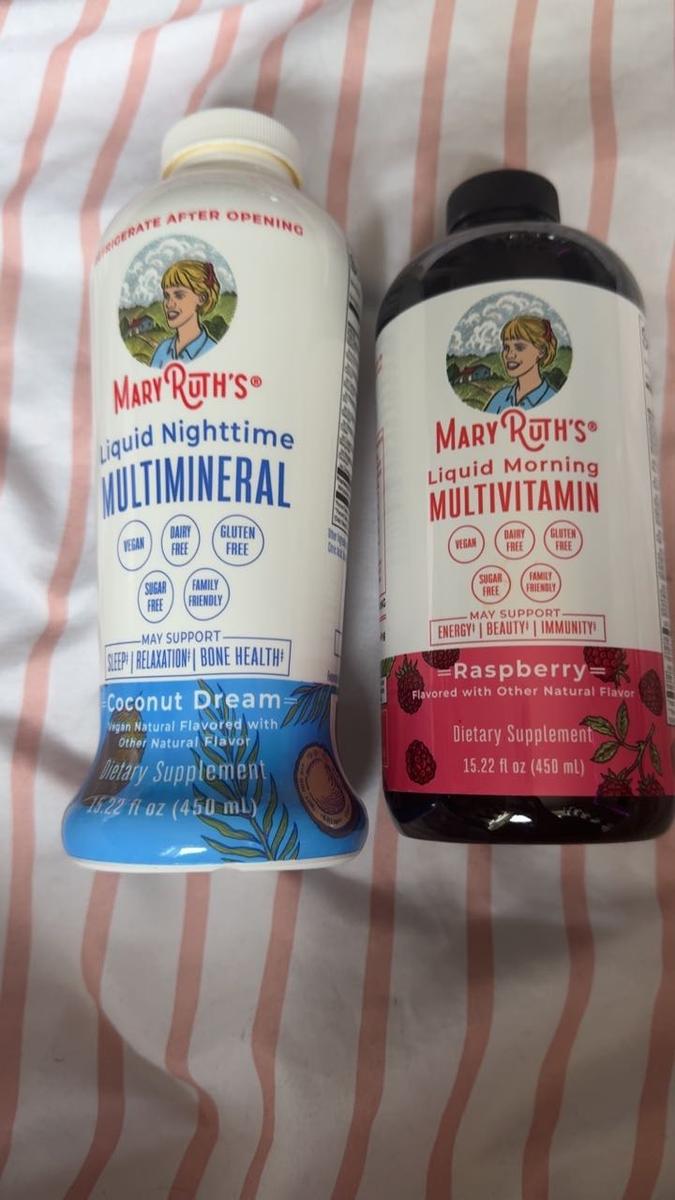 REFRIGERATE AFTER OPENING
MARY RUTH'S®
Liquid Nighttime
MULTIMINERAL
VEGAN
DAIRY
FREE
GLUTEN
FREE
SUGAR
FREE
FAMILY
FRIENDLY
MAY SUPPORT
SLEEP‡ | RELAXATION‡ | BONE HEALTH‡
Coconut Dream
Vegan Natural Flavored with
Other Natural Flavor
Dietary Supplement
15.22 fl oz (450 mL)
MARY RUTH'S®
Liquid Morning
MULTIVITAMIN
VEGAN
DAIRY
FREE
GLUTEN
FREE
SUGAR
FREE
FAMILY
FRIENDLY
MAY SUPPORT
ENERGY‡ | BEAUTY‡ | IMMUNITY‡
Raspberry
Flavored with Other Natural Flavor
Dietary Supplement
15.22 fl oz (450 mL)